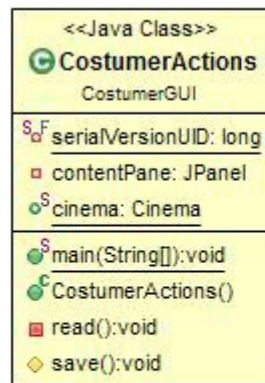 <<Java Class>>
C CostumerActions
CostumerGUI
S F serialVersionUID: long
contentPane: JPanel
S cinema: Cinema
S main(String[]):void
C CostumerActions()
read():void
save():void